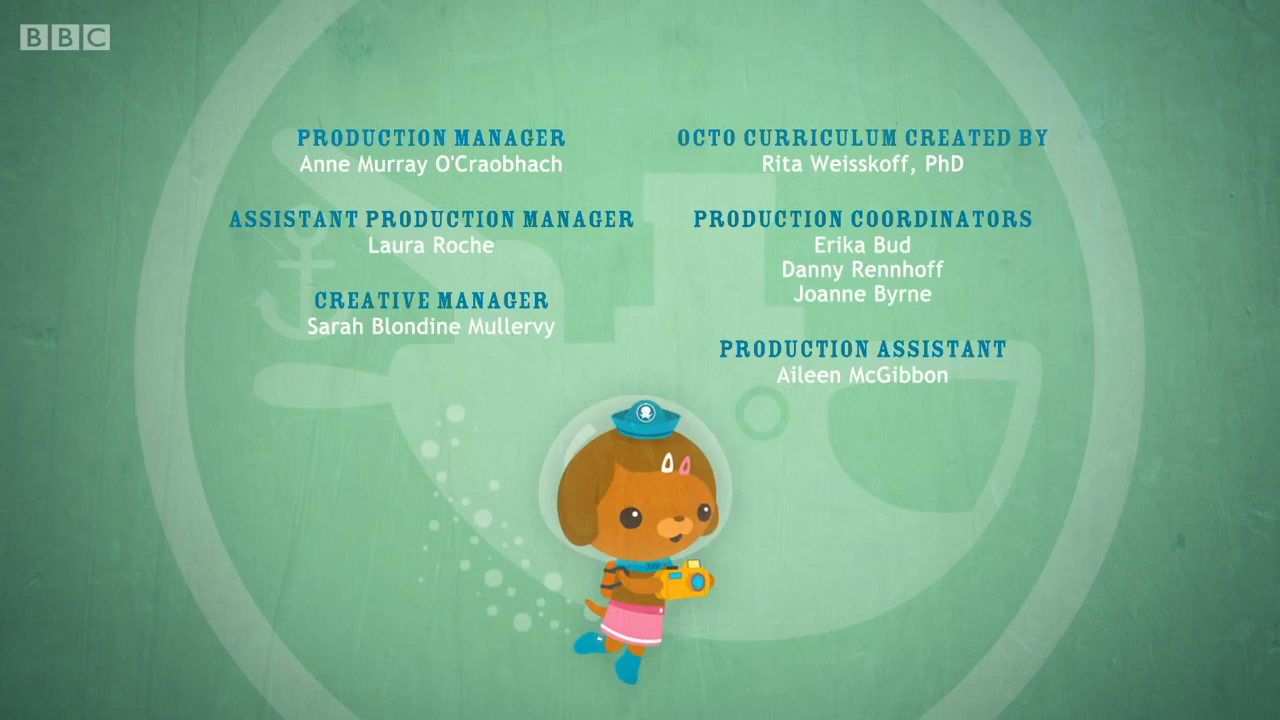 BBC
PRODUCTION MANAGER
Anne Murray O'Craobhach
ASSISTANT PRODUCTION MANAGER
Laura Roche
CREATIVE MANAGER
Sarah Blondine Mullervy
OCTO CURRICULUM CREATED BY
Rita Weisskoff, PhD
PRODUCTION COORDINATORS
Erika Bud
Danny Rennhoff
Joanne Byrne
PRODUCTION ASSISTANT
Aileen McGibbon